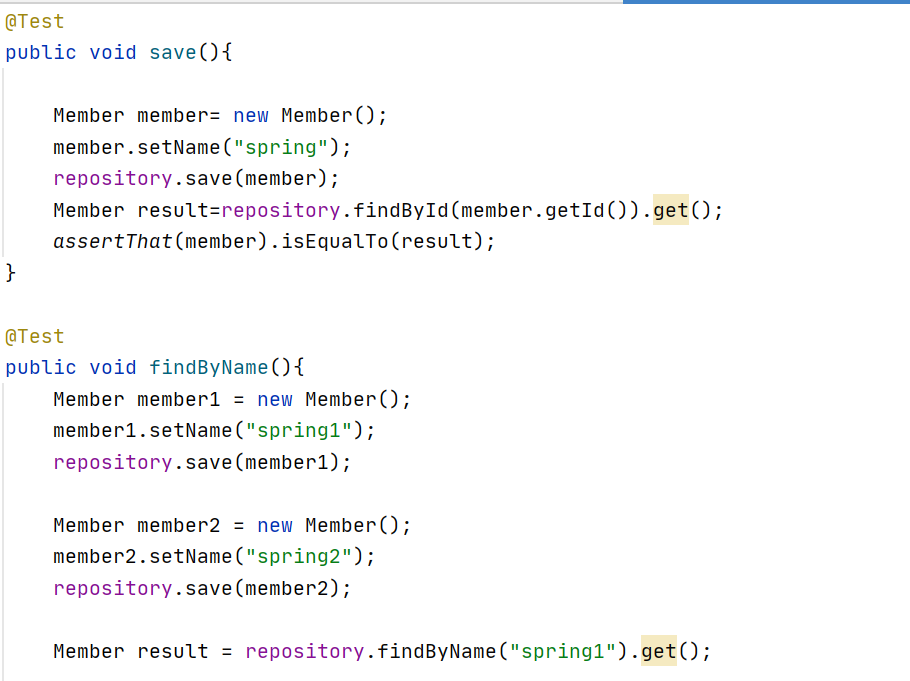 @Test
public void save(){
Member member= new Member();
member.setName("spring");
repository.save(member);
Member result=repository.findById(member.getId()).get();
assertThat(member).isEqualTo(result);
}
@Test
public void findByName(){
Member member1 = new Member();
member1.setName("spring1");
repository.save(member1);
Member member2 = new Member();
member2.setName("spring2");
repository.save(member2);
Member result = repository.findByName("spring1").get();